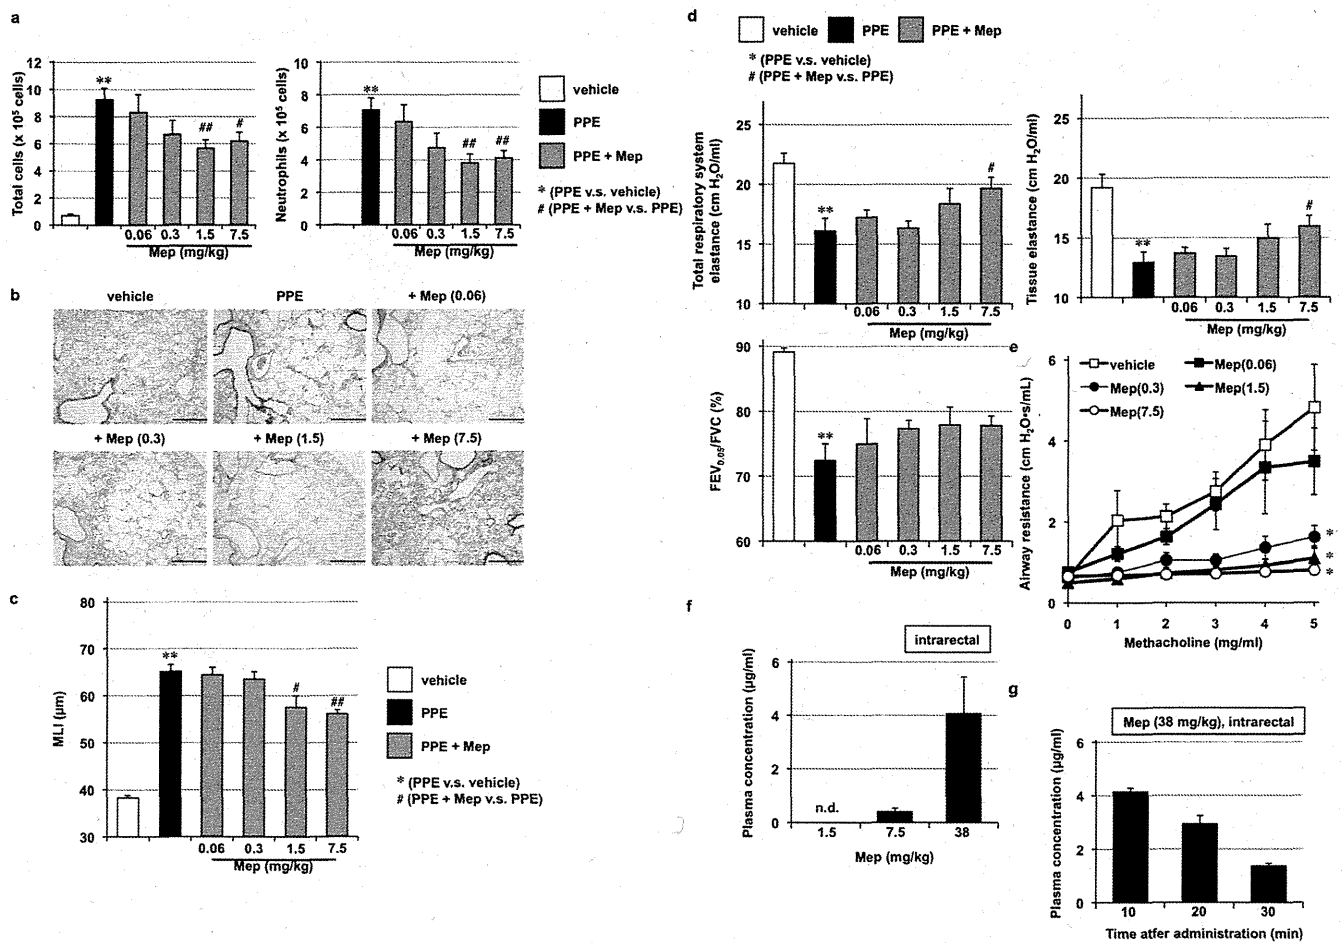 a
Total cells (x 10⁵ cells)
12
10
8
6
4
2
0
**
##
#
0.06 0.3 1.5 7.5
Mep (mg/kg)
Neutrophils (x 10⁵ cells)
10
8
6
4
2
0
**
##
##
0.06 0.3 1.5 7.5
Mep (mg/kg)
vehicle
PPE
PPE + Mep
* (PPE v.s. vehicle)
# (PPE + Mep v.s. PPE)
b
vehicle PPE + Mep (0.06)
+ Mep (0.3) + Mep (1.5) + Mep (7.5)
c
MLI (µm)
80
70
60
50
40
30
**
#
##
0.06 0.3 1.5 7.5
Mep (mg/kg)
vehicle
PPE
PPE + Mep
* (PPE v.s. vehicle)
# (PPE + Mep v.s. PPE)
d
vehicle PPE PPE + Mep
* (PPE v.s. vehicle)
# (PPE + Mep v.s. PPE)
Total respiratory system
elastance (cm H₂O/ml)
25
20
15
10
**
#
0.06 0.3 1.5 7.5
Mep (mg/kg)
Tissue elastance (cm H₂O/ml)
25
20
15
10
**
#
0.06 0.3 1.5 7.5
Mep (mg/kg)
FEV₀.₀₅/FVC (%)
90
80
70
60
**
0.06 0.3 1.5 7.5
Mep (mg/kg)
e
Airway resistance (cm H₂O•s/mL)
6
4
2
0
vehicle Mep(0.06)
Mep(0.3) Mep(1.5)
Mep(7.5)
*
*
*
0 1 2 3 4 5
Methacholine (mg/ml)
f
intrarectal
Plasma concentration (µg/ml)
6
4
2
0
n.d.
1.5 7.5 38
Mep (mg/kg)
g
Mep (38 mg/kg), intrarectal
Plasma concentration (µg/ml)
6
4
2
0
10 20 30
Time atfer administration (min)